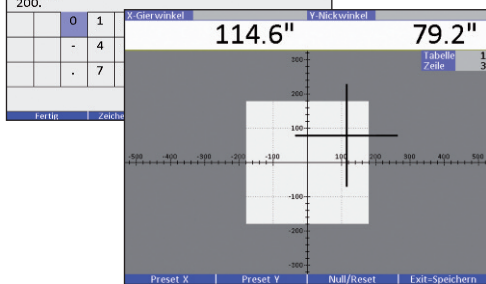 200.
0 1
- 4
. 7
Fertig Zeiche
X-Gierwinkel Y-Nickwinkel
114.6" 79.2"
Tabelle 1
Zeile 3
300
200
100
-500 -400 -300 -200 -100 100 200 300 400 500
-100
-200
-300
Preset X Preset Y Null/Reset Exit=Speichern